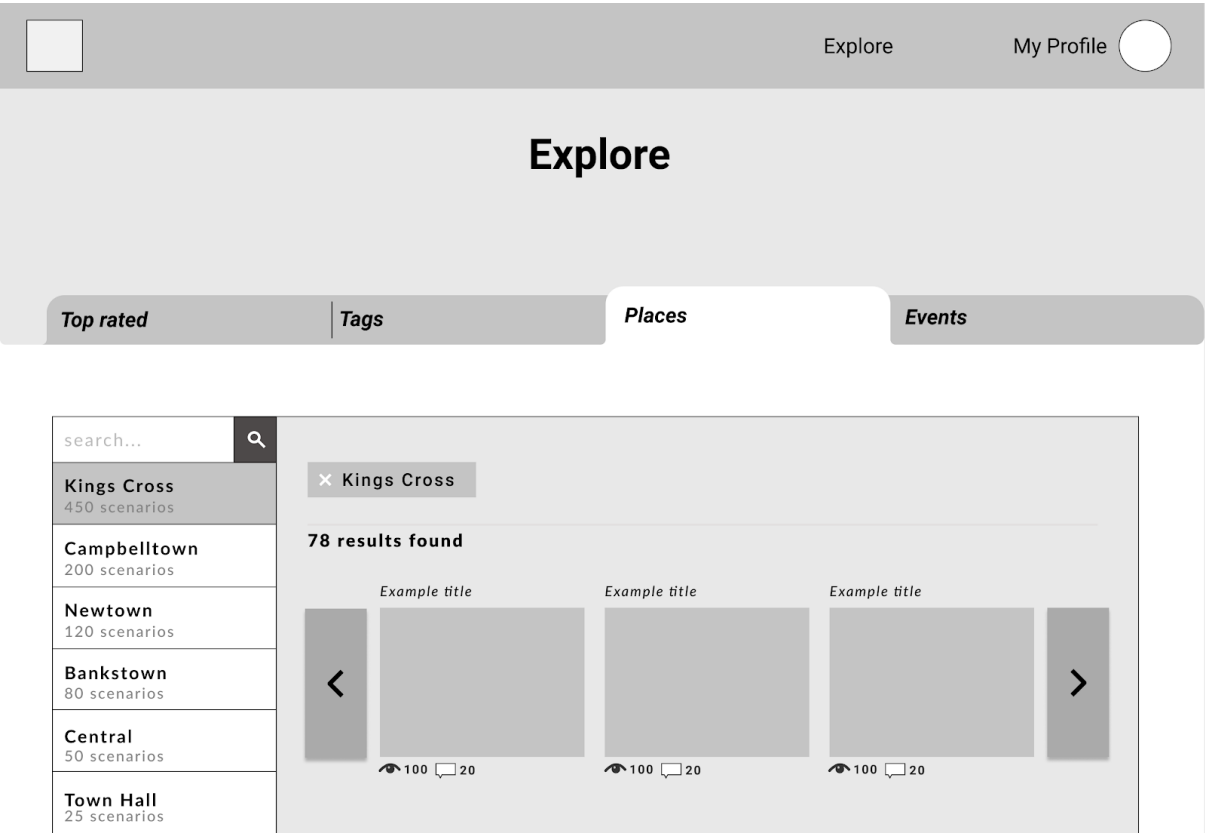 Explore
My Profile
Explore
Top rated
Tags
Places
Events
search...
Kings Cross
450 scenarios
Campbelltown
200 scenarios
Newtown
120 scenarios
Bankstown
80 scenarios
Central
50 scenarios
Town Hall
25 scenarios
Kings Cross
78 results found
Example title
Example title
Example title
100 20
100 20
100 20